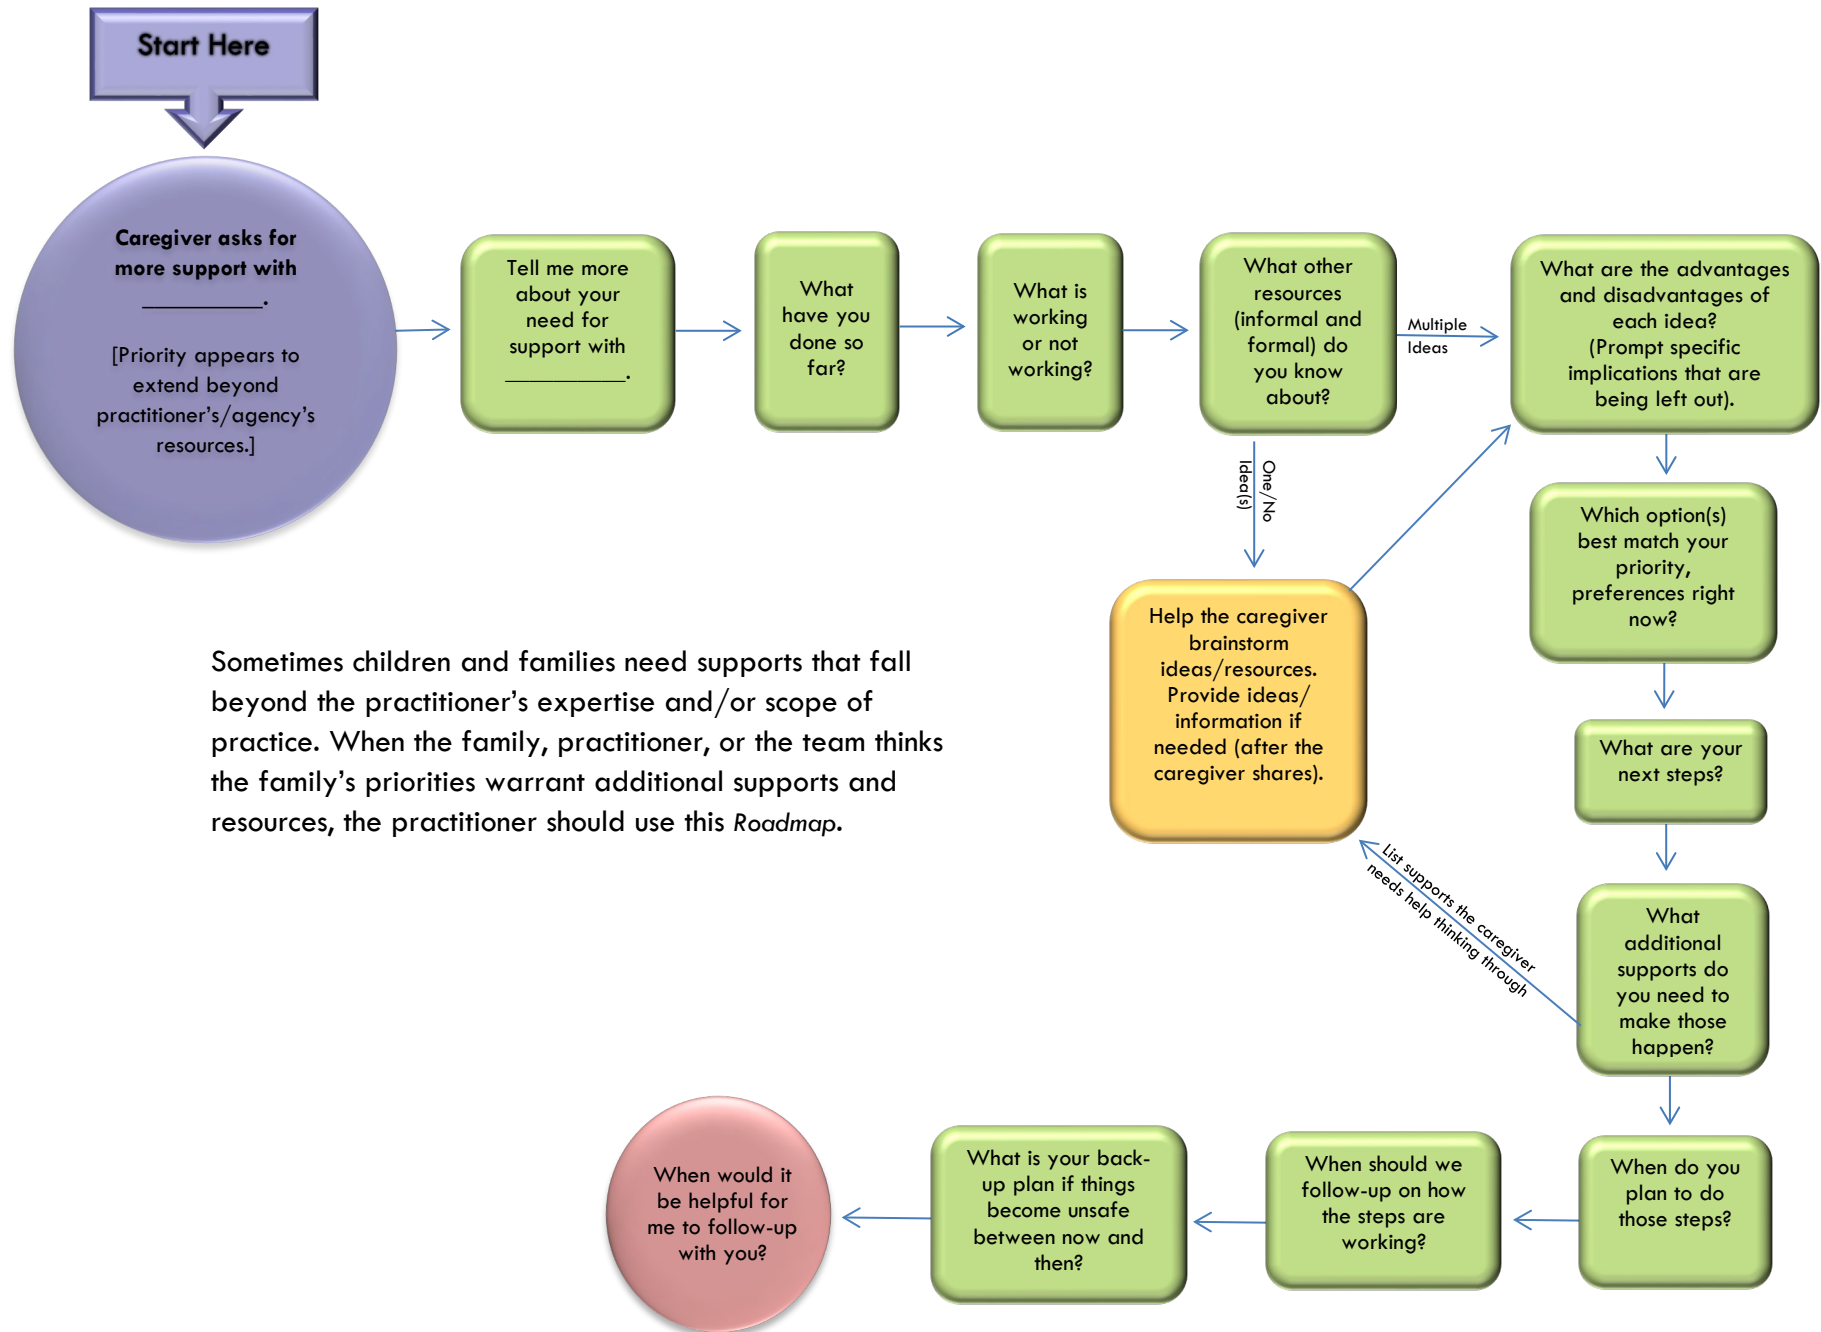 Start Here
Caregiver asks for
more support with
__________.
[Priority appears to
extend beyond
practitioner’s/agency’s
resources.]
Tell me more
about your
need for
support with
__________.
What
have you
done so
far?
What is
working
or not
working?
What other
resources
(informal and
formal) do
you know
about?
Multiple
Ideas
What are the advantages
and disadvantages of
each idea?
(Prompt specific
implications that are
being left out).
One/No
Idea(s)
Which option(s)
best match your
priority,
preferences right
now?
Help the caregiver
brainstorm
ideas/resources.
Provide ideas/
information if
needed (after the
caregiver shares).
Sometimes children and families need supports that fall
beyond the practitioner’s expertise and/or scope of
practice. When the family, practitioner, or the team thinks
the family’s priorities warrant additional supports and
resources, the practitioner should use this Roadmap.
What are your
next steps?
List supports the caregiver
needs help thinking through
What
additional
supports do
you need to
make those
happen?
When do you
plan to do
those steps?
When should we
follow-up on how
the steps are
working?
What is your back-
up plan if things
become unsafe
between now and
then?
When would it
be helpful for
me to follow-up
with you?